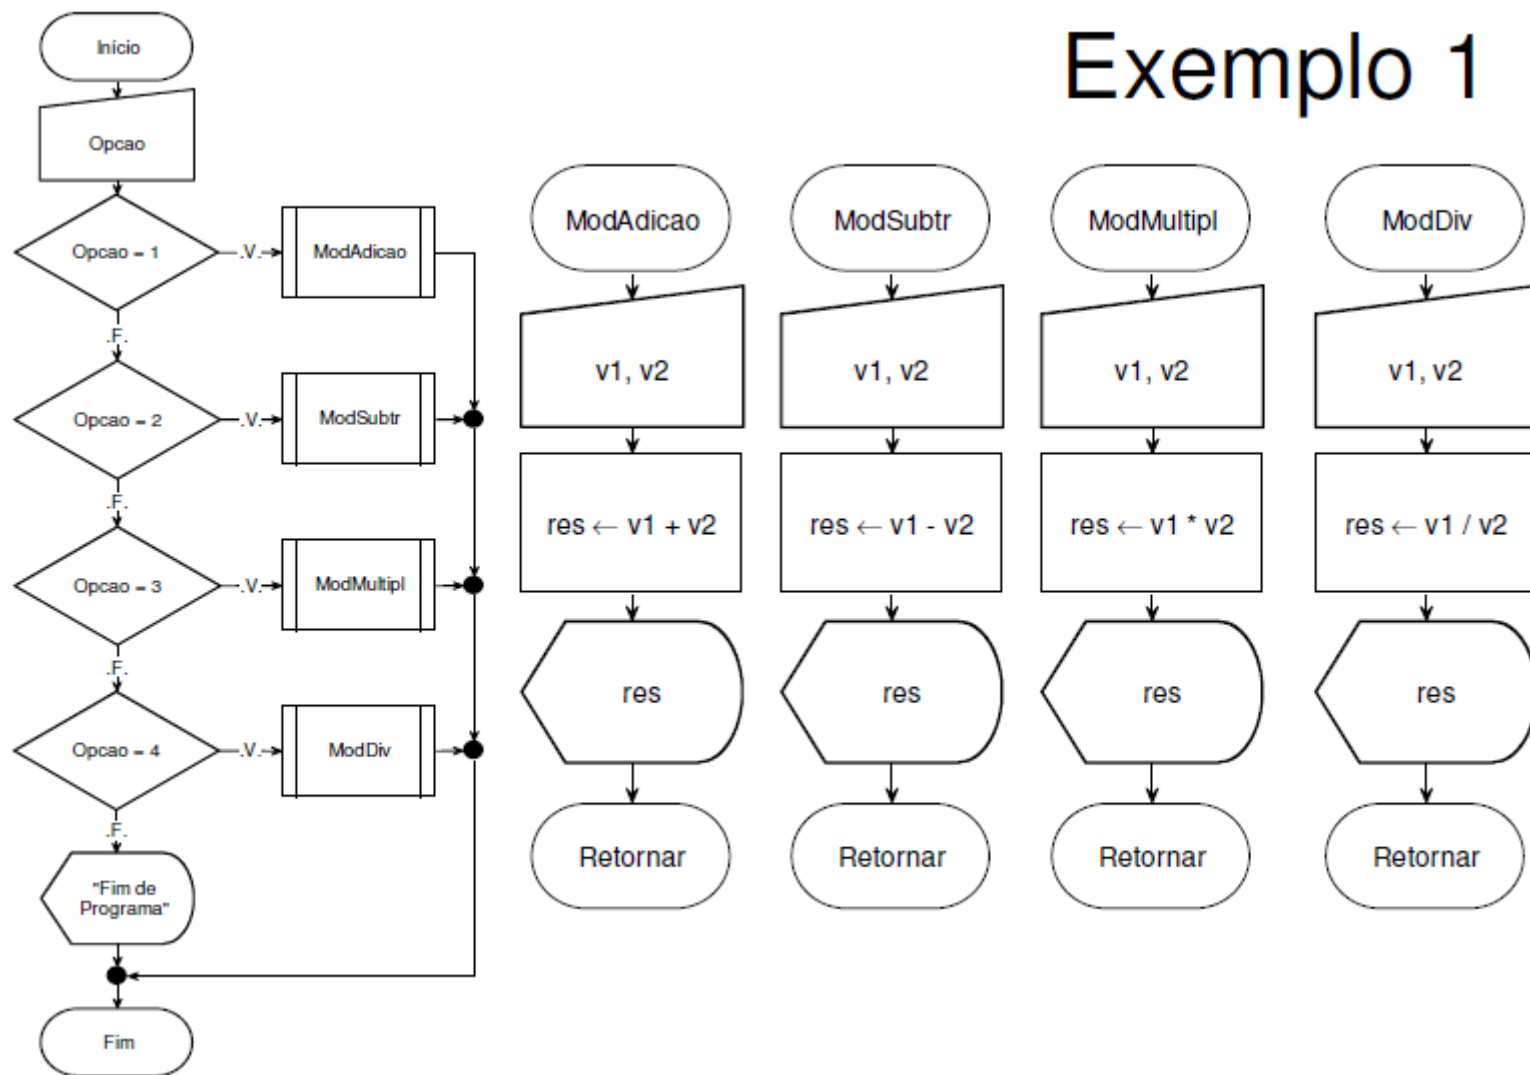 Exemplo 1
Início
Opcao
Opcao = 1
.V.
ModAdicao
.F.
Opcao = 2
.V.
ModSubtr
.F.
Opcao = 3
.V.
ModMultipl
.F.
Opcao = 4
.V.
ModDiv
.F.
"Fim de
Programa"
Fim
ModAdicao
v1, v2
res ← v1 + v2
res
Retornar
ModSubtr
v1, v2
res ← v1 - v2
res
Retornar
ModMultipl
v1, v2
res ← v1 * v2
res
Retornar
ModDiv
v1, v2
res ← v1 / v2
res
Retornar